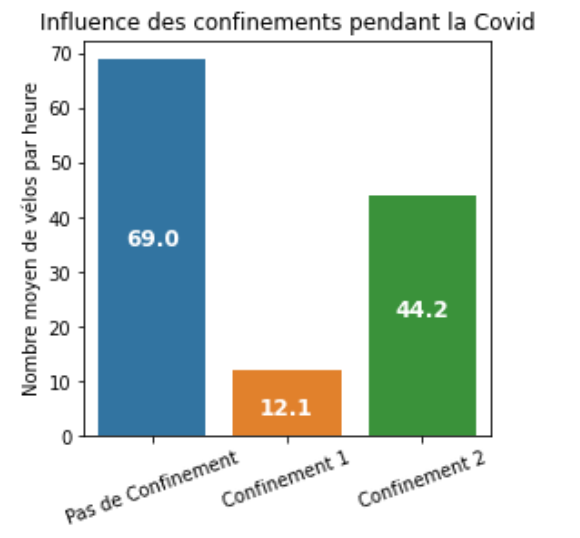 Influence des confinements pendant la Covid
Nombre moyen de vélos par heure
70
60
50
40
30
20
10
0
69.0
12.1
44.2
Pas de Confinement
Confinement 1
Confinement 2